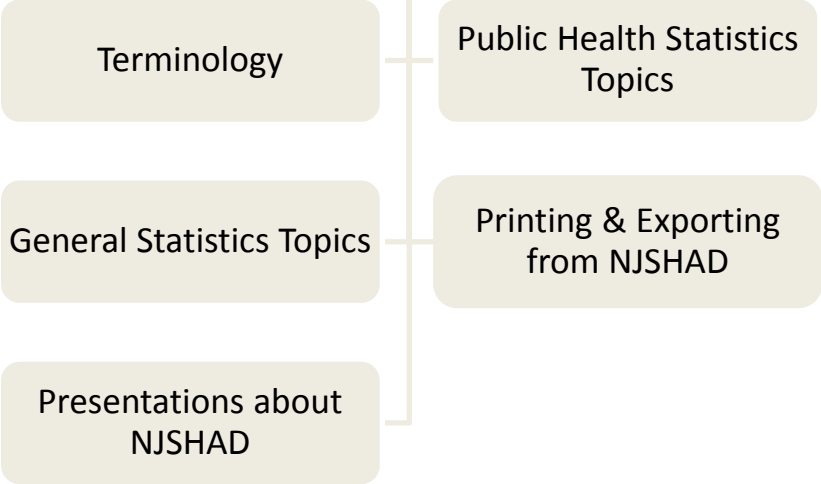 Terminology
Public Health Statistics
Topics
General Statistics Topics
Printing & Exporting
from NJSHAD
Presentations about
NJSHAD